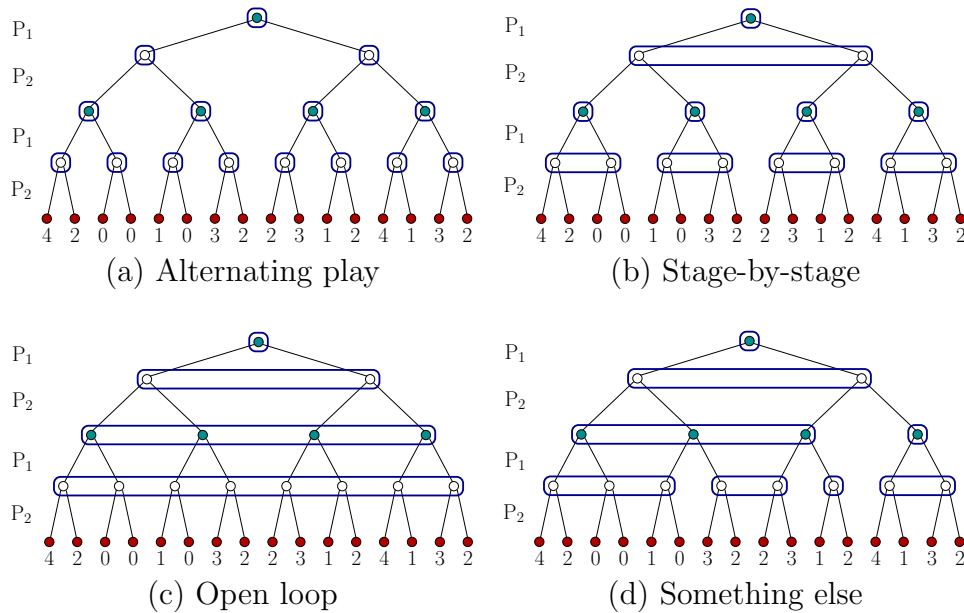 P1
P2
P1
P2
4 2 0 0 1 0 3 2 2 3 1 2 4 1 3 2
(a) Alternating play
P1
P2
P1
P2
4 2 0 0 1 0 3 2 2 3 1 2 4 1 3 2
(b) Stage-by-stage
P1
P2
P1
P2
4 2 0 0 1 0 3 2 2 3 1 2 4 1 3 2
(c) Open loop
P1
P2
P1
P2
4 2 0 0 1 0 3 2 2 3 1 2 4 1 3 2
(d) Something else